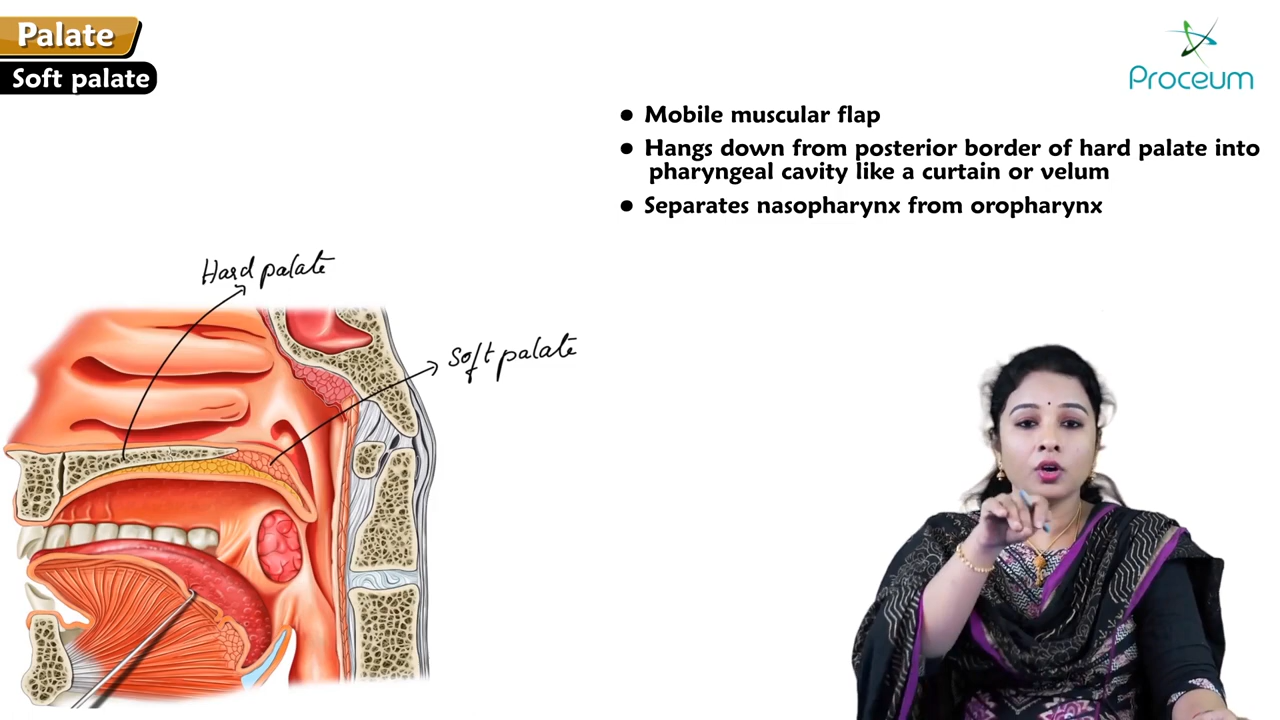 Palate
Soft palate
Proceum
● Mobile muscular flap
● Hangs down from posterior border of hard palate into
pharyngeal cavity like a curtain or velum
● Separates nasopharynx from oropharynx
Hard palate
Soft palate